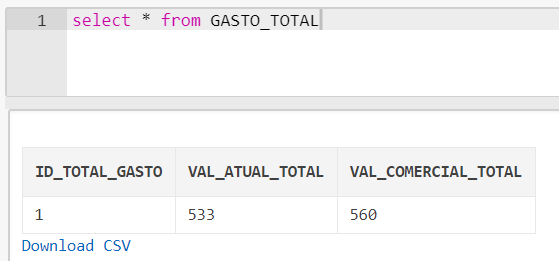 1 select * from GASTO_TOTAL
ID_TOTAL_GASTO VAL_ATUAL_TOTAL VAL_COMERCIAL_TOTAL
1 533 560
Download CSV